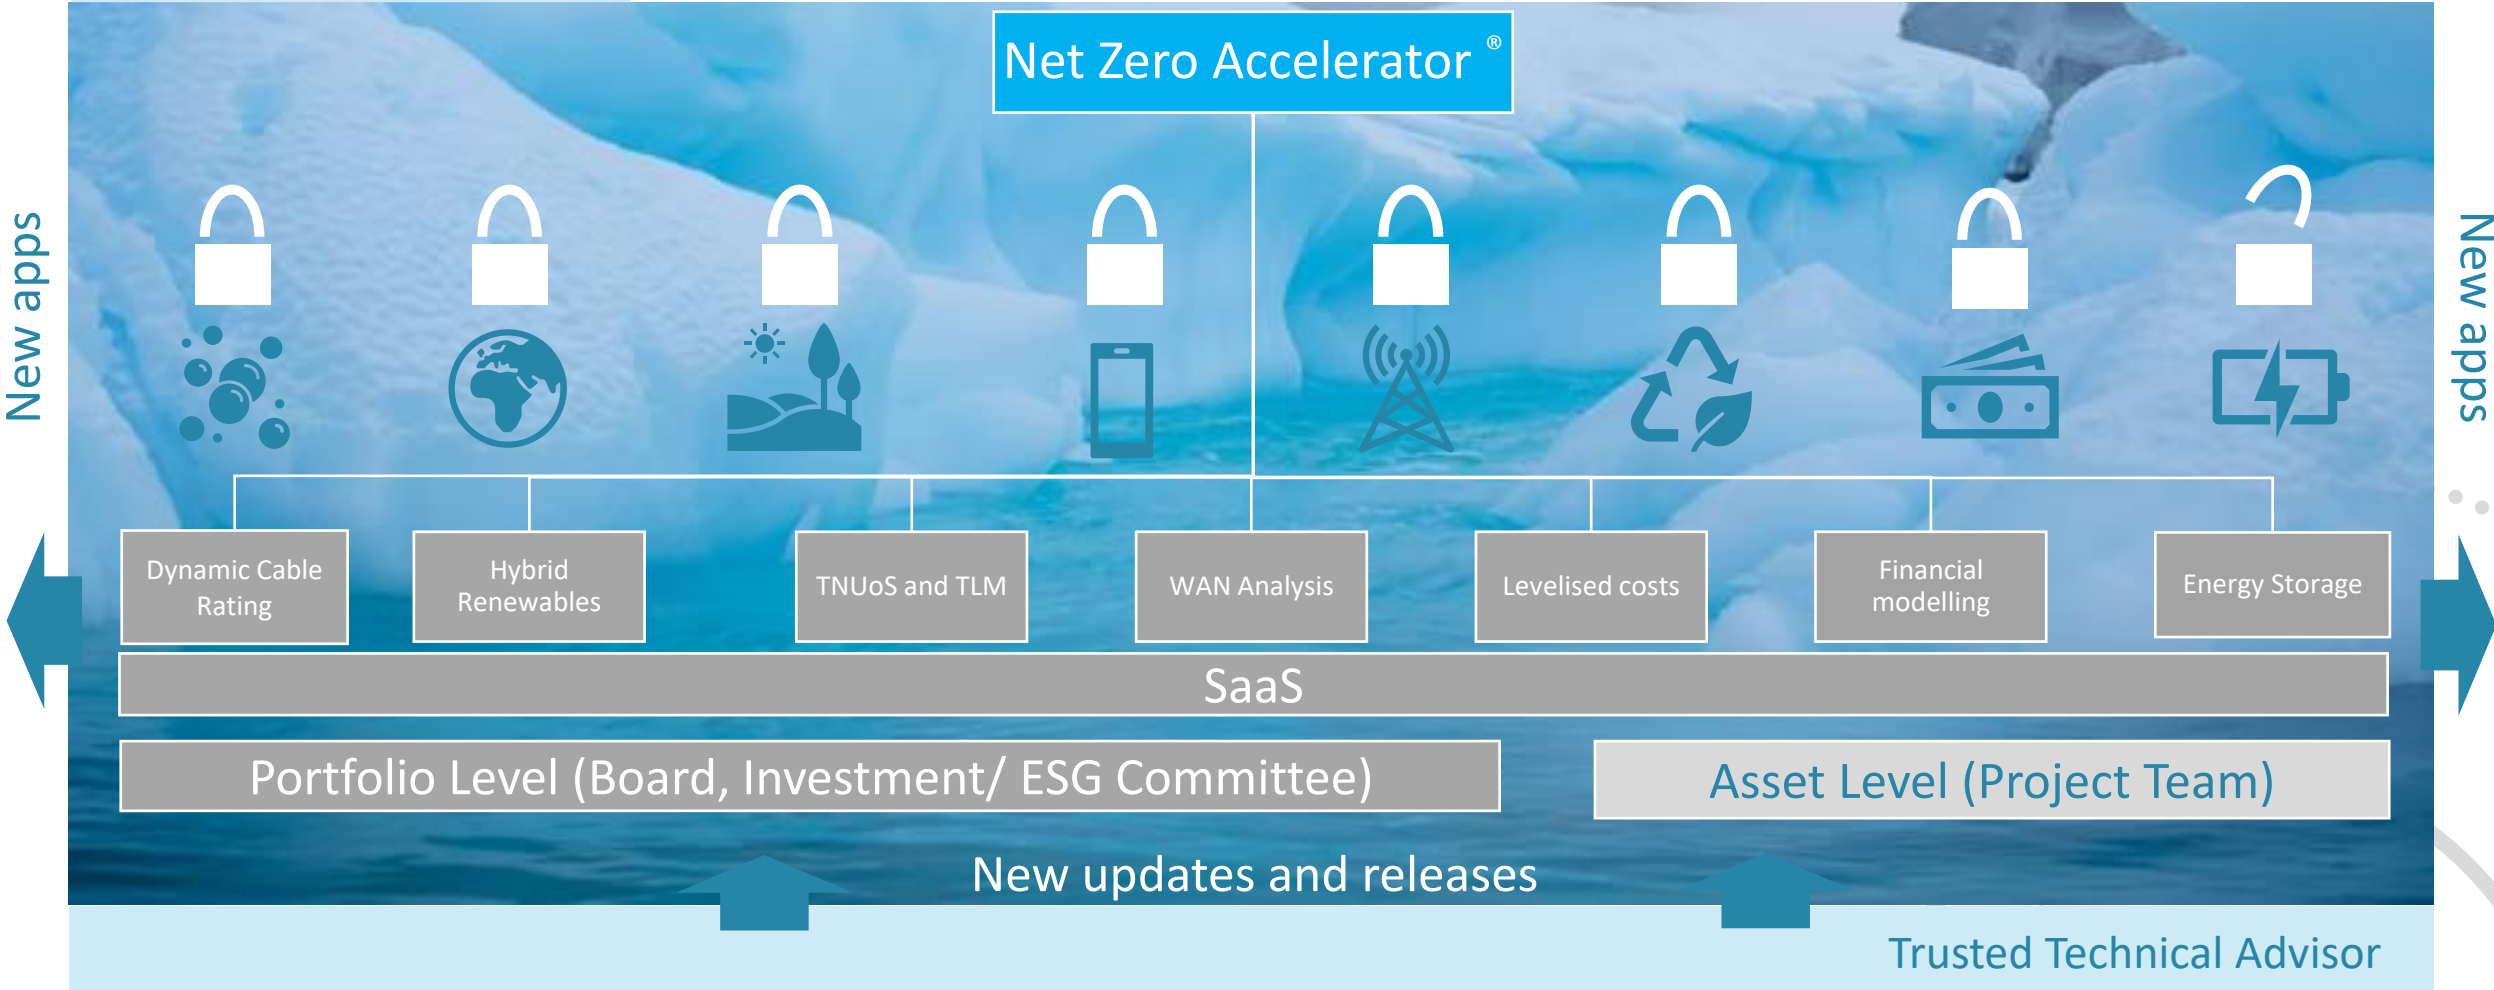 Net Zero Accelerator ®
New apps
New apps
Dynamic Cable
Rating
Hybrid
Renewables
TNUoS and TLM
WAN Analysis
Levelised costs
Financial
modelling
Energy Storage
SaaS
Portfolio Level (Board, Investment/ ESG Committee)
Asset Level (Project Team)
New updates and releases
Trusted Technical Advisor